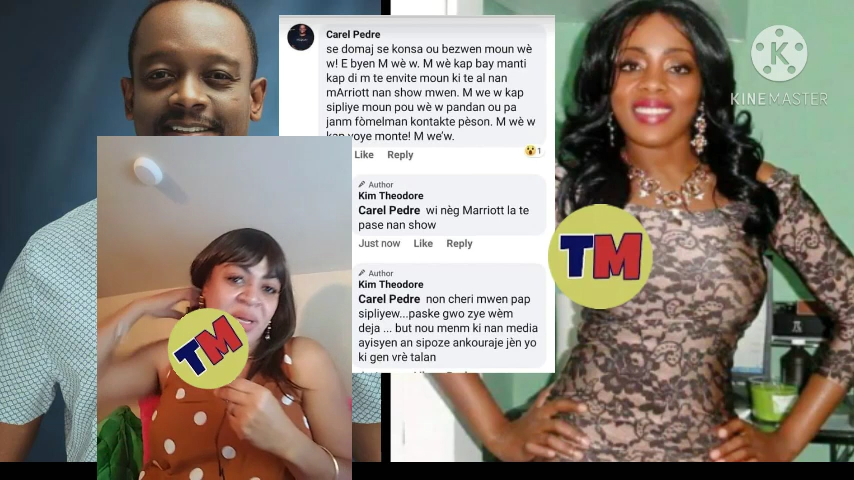 Carel Pedre
se domaj se konsa ou bezwen moun wè
w! E byen M wè w. M wè kap bay manti
kap di m te envite moun ki te al nan
mArriott nan show mwen. M we w kap
sipliye moun pou wè w pandan ou pa
janm fòmelman kontakte pèson. M wè w
kap voye monte! M we'w.
Like Reply 1
Author
Kim Theodore
Carel Pedre wi nèg Marriott la te
pase nan show
Just now Like Reply
Author
Kim Theodore
Carel Pedre non cheri mwen pap
sipliyew...paske gwo zye wèm
deja ... but nou menm ki nan media
ayisyen an sipoze ankouraje jèn yo
ki gen vrè talan
K
KINEMASTER
TM
TM